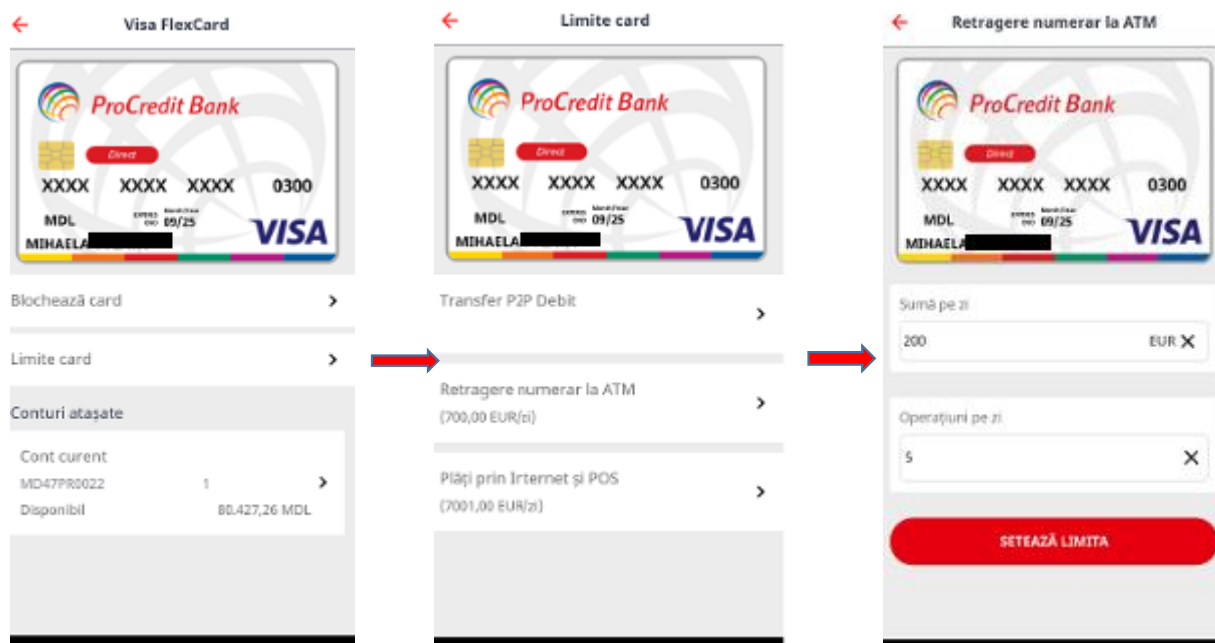 Visa FlexCard
ProCredit Bank
Direct
XXXX XXXX XXXX 0300
MDL 09/25
MIHAELA
VISA
Blochează card
Limite card
Conturi atașate
Cont curent
MD47PR0022 1
Disponibil 80.427,26 MDL
Limite card
ProCredit Bank
Direct
XXXX XXXX XXXX 0300
MDL 09/25
MIHAELA
VISA
Transfer P2P Debit
Retragere numerar la ATM
(700,00 EUR/zi)
Plăți prin Internet și POS
(7001,00 EUR/zi)
Retragere numerar la ATM
ProCredit Bank
Direct
XXXX XXXX XXXX 0300
MDL 09/25
MIHAELA
VISA
Sumă pe zi
200 EUR
Operațiuni pe zi
5
SETEAZĂ LIMITA